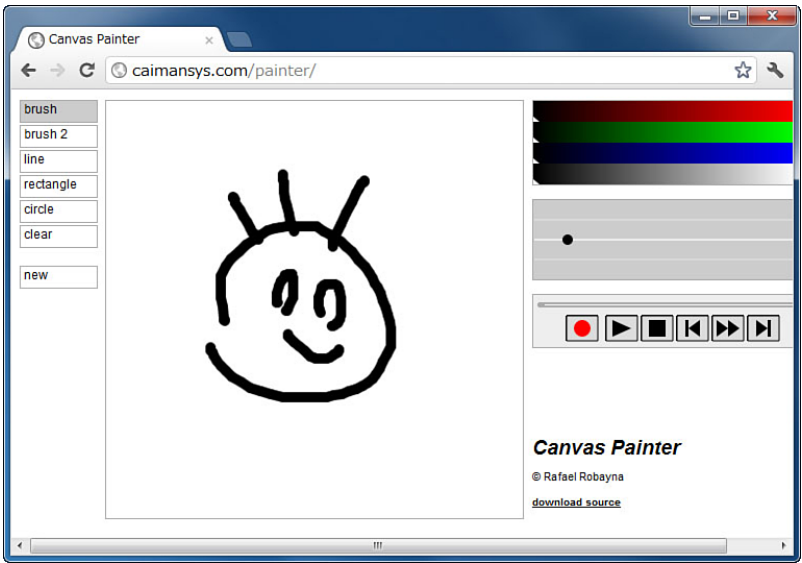 Canvas Painter
caimansys.com/painter/
brush
brush 2
line
rectangle
circle
clear
new
Canvas Painter
© Rafael Robayna
download source